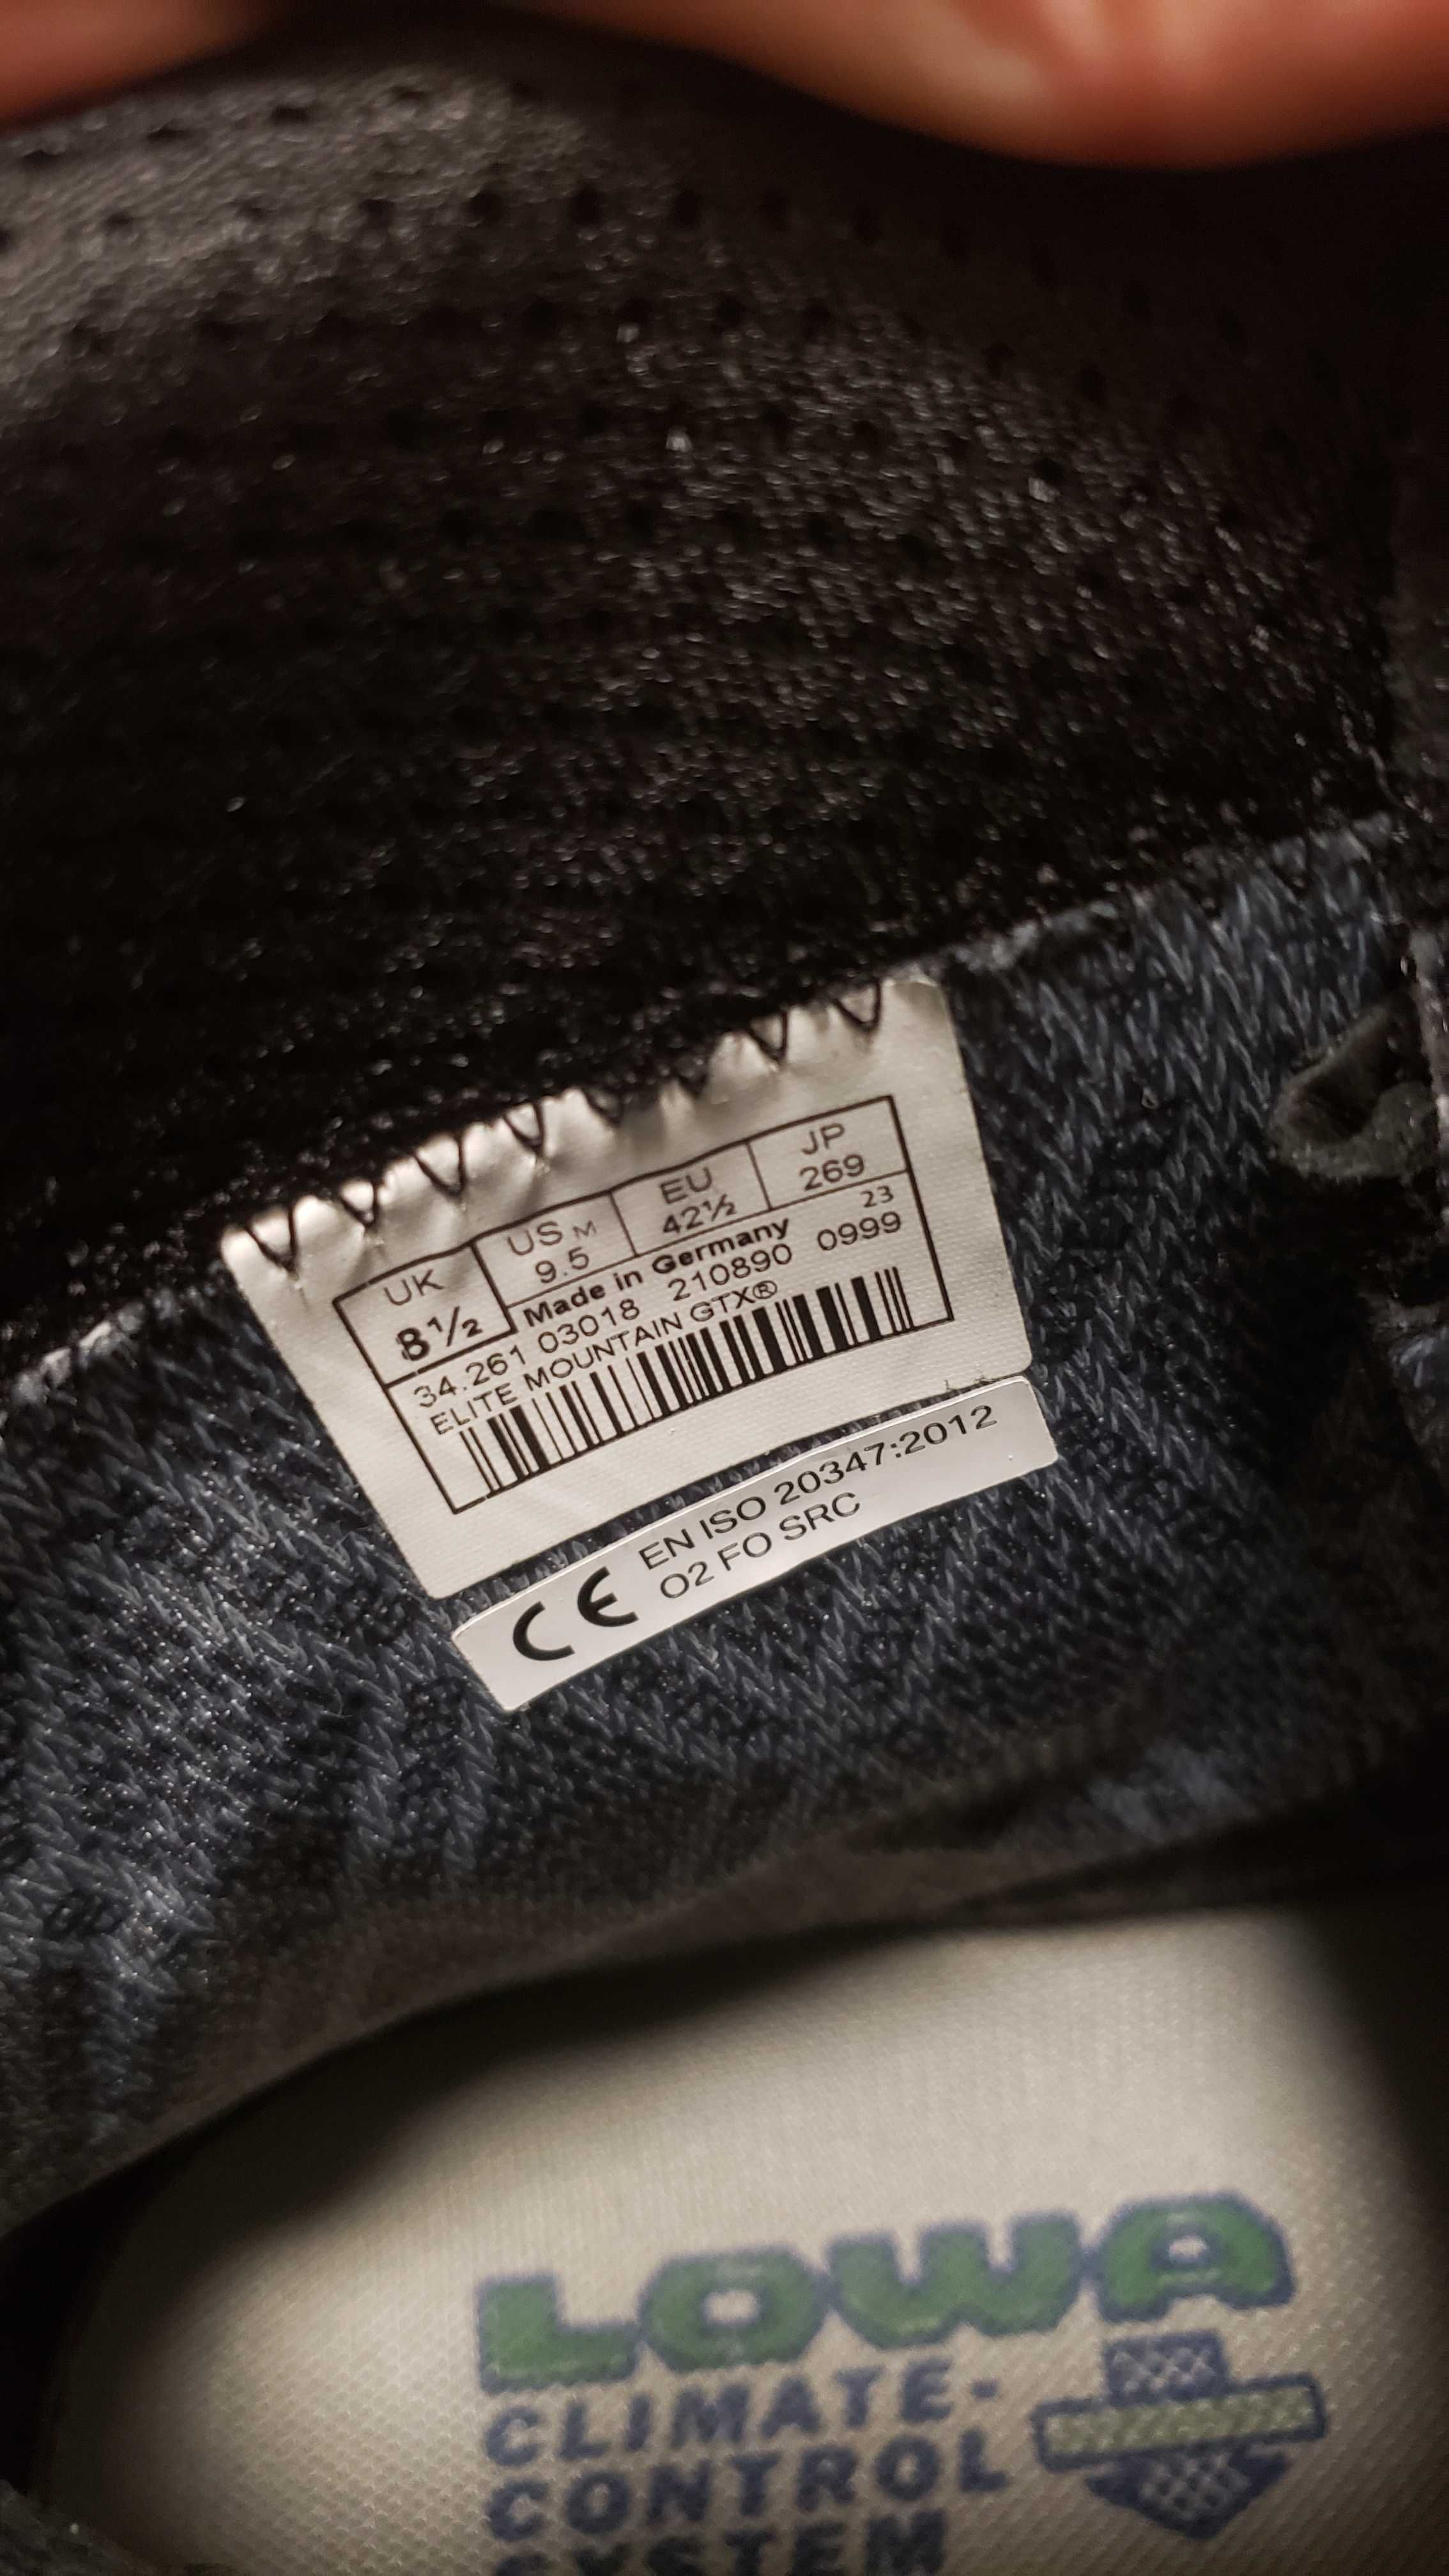 UK US M EU JP
8½ 9.5 42½ 269
Made in Germany 23
34.261 03018 210890 0999
ELITE MOUNTAIN GTX®
CE EN ISO 20347:2012
O2 FO SRC
LOWA
CLIMATE-
CONTROL
SYSTEM